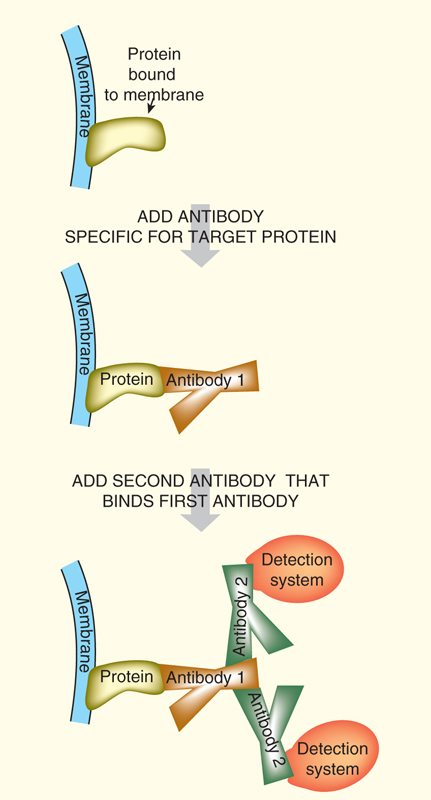 Protein
bound
to membrane
Membrane
ADD ANTIBODY
SPECIFIC FOR TARGET PROTEIN
Membrane
Protein
Antibody 1
ADD SECOND ANTIBODY THAT
BINDS FIRST ANTIBODY
Detection
system
Antibody 2
Membrane
Protein
Antibody 1
Antibody 2
Detection
system